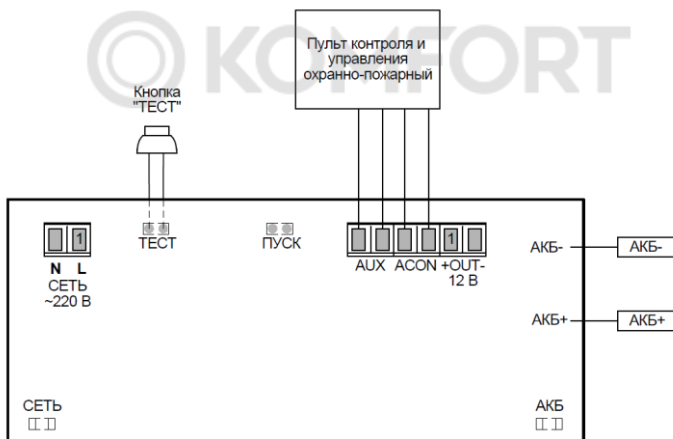 KOMFORT
Пульт контроля и
управления
охранно-пожарный
Кнопка
"ТЕСТ"
1
ТЕСТ
ПУСК
1
N L
СЕТЬ
~220 В
AUX ACON +OUT-
12 В
АКБ-
АКБ-
АКБ+
АКБ+
СЕТЬ
АКБ